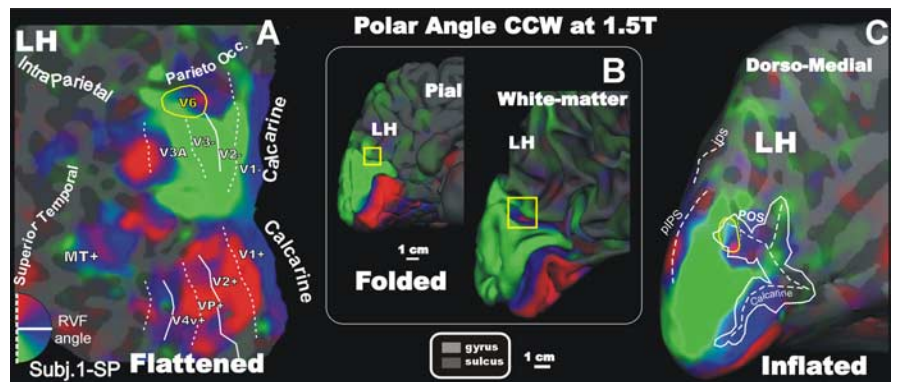 Polar Angle CCW at 1.5T
LH
A
IntraParietal
Parieto Occ.
V6
V3A
V3-
V2-
V1-
Calcarine
Superior Temporal
MT+
Calcarine
V1+
V2+
VP+
V4v+
RVF
angle
Subj.1-SP
Flattened
B
Pial
LH
White-matter
LH
1 cm
Folded
gyrus
sulcus
1 cm
C
Dorso-Medial
LH
ips
pIPS
POS
Calcarine
Inflated